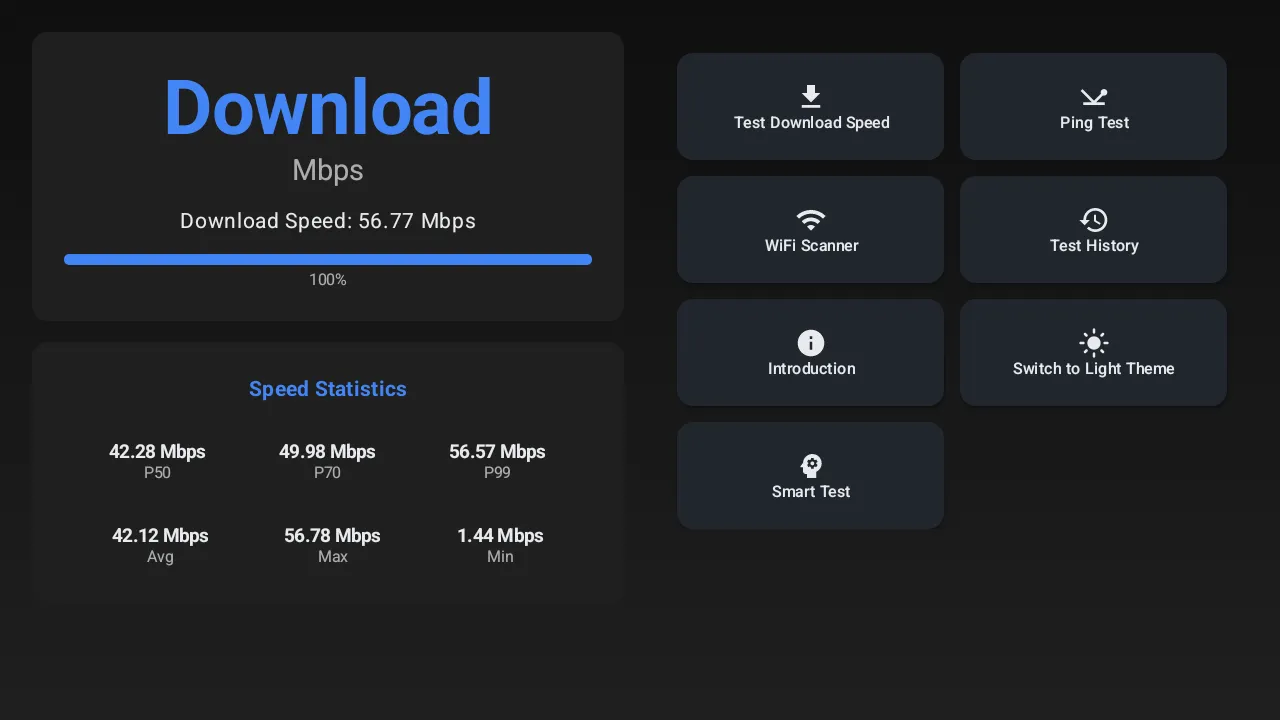 Download
Mbps
Download Speed: 56.77 Mbps
100%
Speed Statistics
42.28 Mbps
P50
49.98 Mbps
P70
56.57 Mbps
P99
42.12 Mbps
Avg
56.78 Mbps
Max
1.44 Mbps
Min
Test Download Speed
Ping Test
WiFi Scanner
Test History
Introduction
Switch to Light Theme
Smart Test